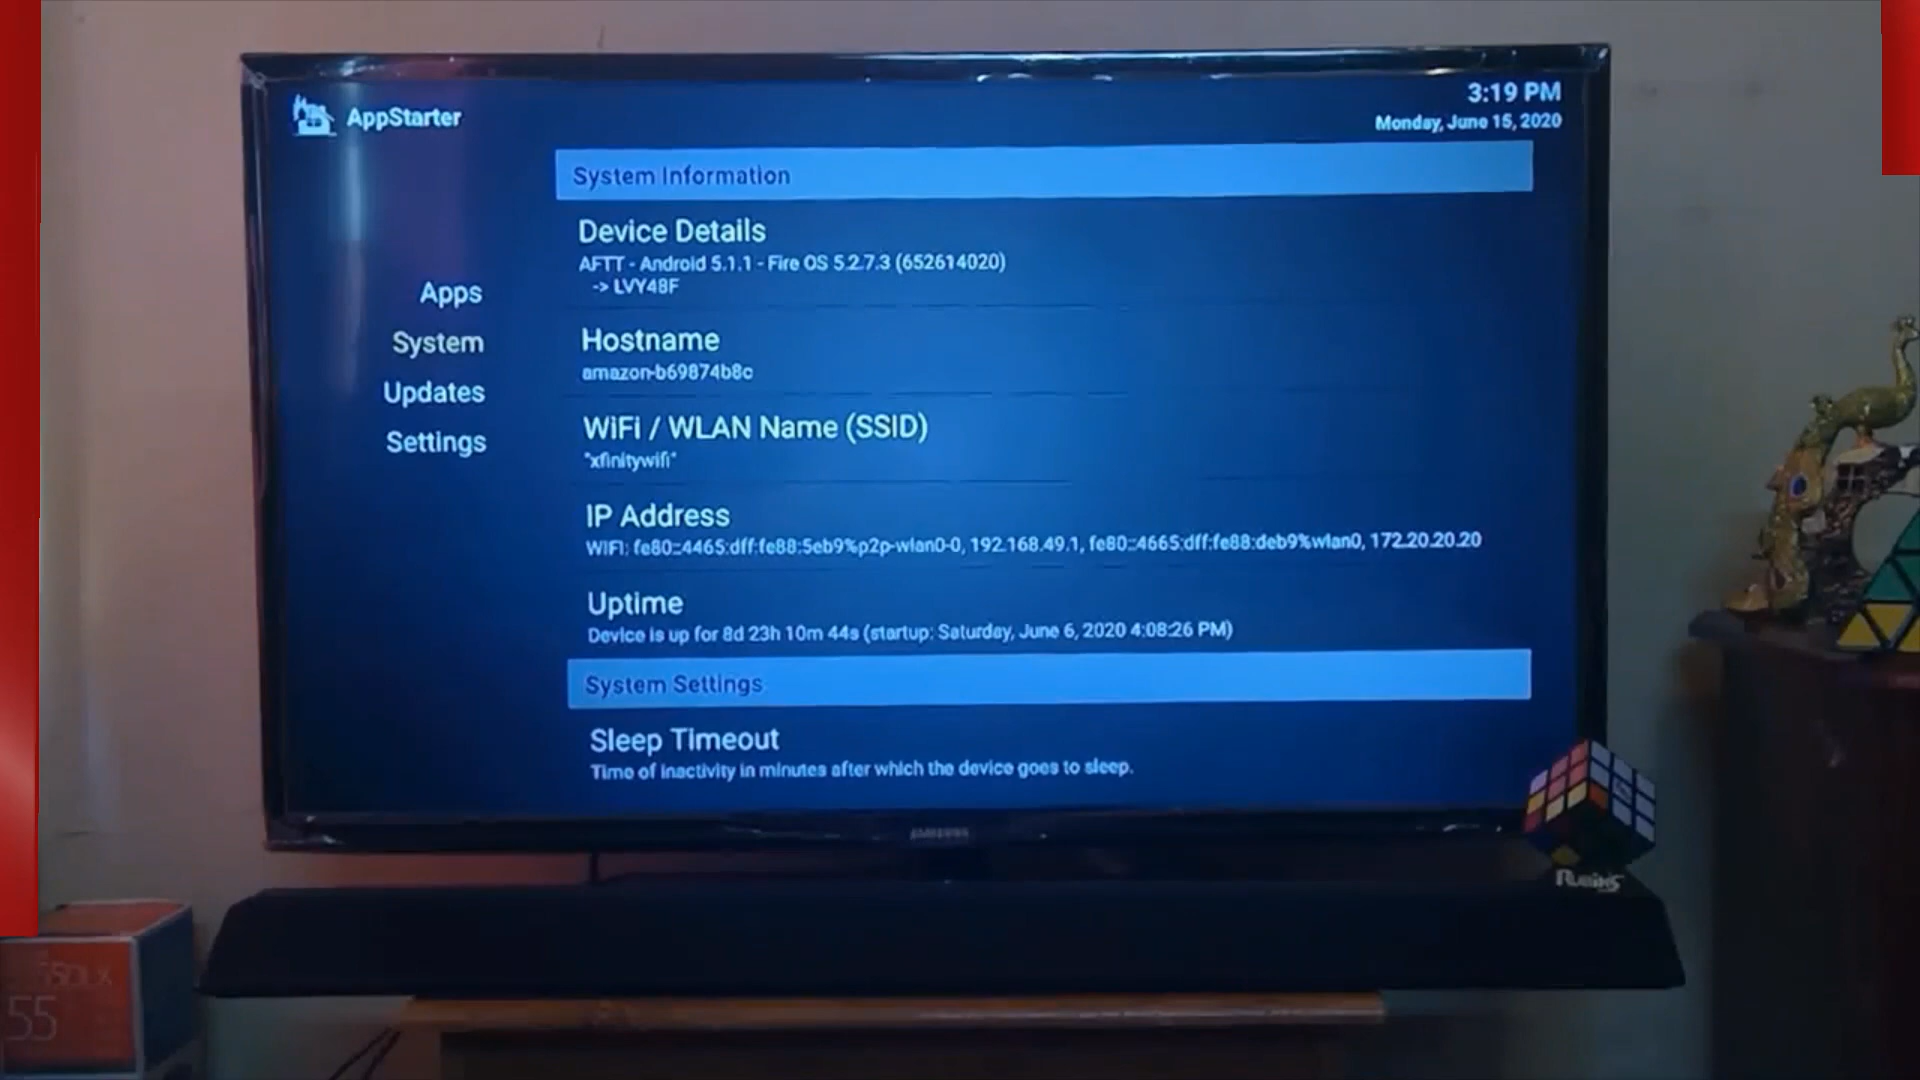 AppStarter
3:19 PM
Monday, June 15, 2020
Apps
System
Updates
Settings
System Information
Device Details
AFTT - Android 5.1.1 - Fire OS 5.2.7.3 (652614020)
-> LVY48F
Hostname
amazon-b69874b8c
WiFi / WLAN Name (SSID)
"xfinitywifi"
IP Address
WIFI: fe80::4465:dff:fe88:5eb9%p2p-wlan0-0, 192.168.49.1, fe80::4665:dff:fe88:deb9%wlan0, 172.20.20.20
Uptime
Device is up for 8d 23h 10m 44s (startup: Saturday, June 6, 2020 4:08:26 PM)
System Settings
Sleep Timeout
Time of inactivity in minutes after which the device goes to sleep.
SAMSUNG
Rubik's
55